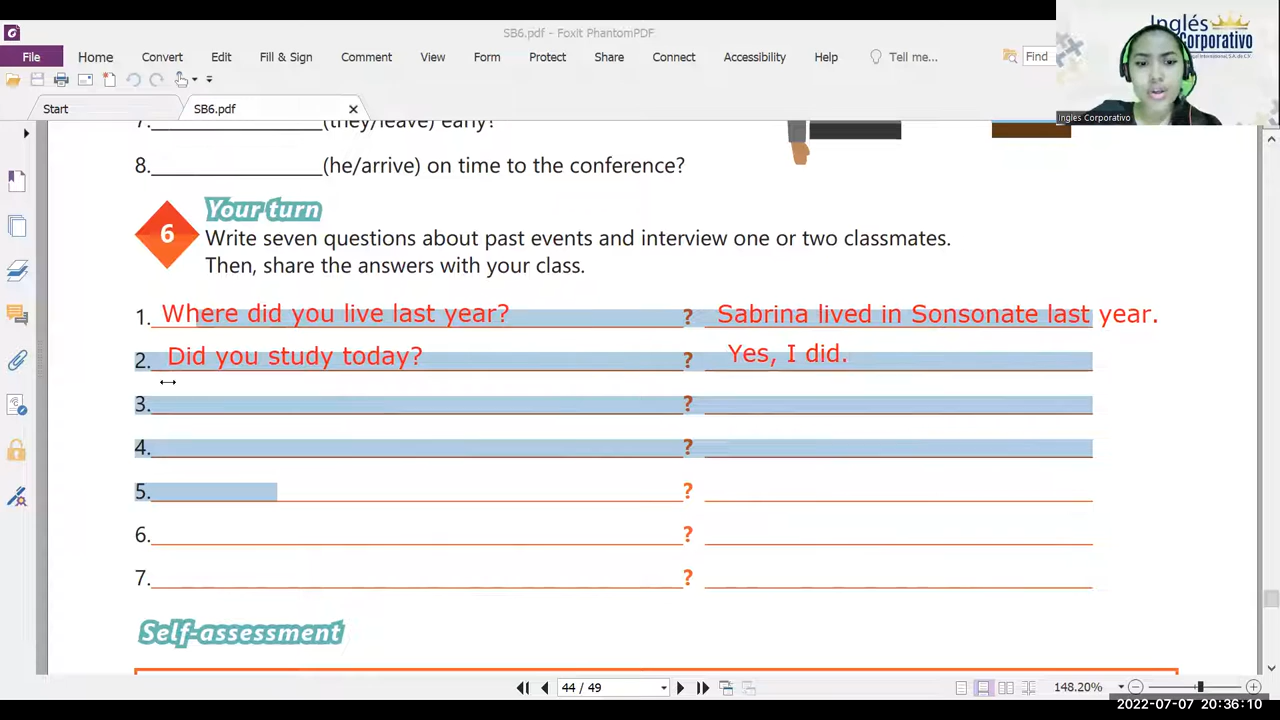 SB6.pdf - Foxit PhantomPDF
Inglés
Corporativo
File Home Convert Edit Fill & Sign Comment View Form Protect Share Connect Accessibility Help Tell me... Find
Start SB6.pdf
Ingles Corporativo
7.________________(they/leave) early?
8.________________(he/arrive) on time to the conference?
Your turn
6 Write seven questions about past events and interview one or two classmates.
Then, share the answers with your class.
1. Where did you live last year? ? Sabrina lived in Sonsonate last year.
2. Did you study today? ? Yes, I did.
3. ?
4. ?
5. ?
6. ?
7. ?
Self-assessment
44 / 49 148.20%
2022-07-07 20:36:10